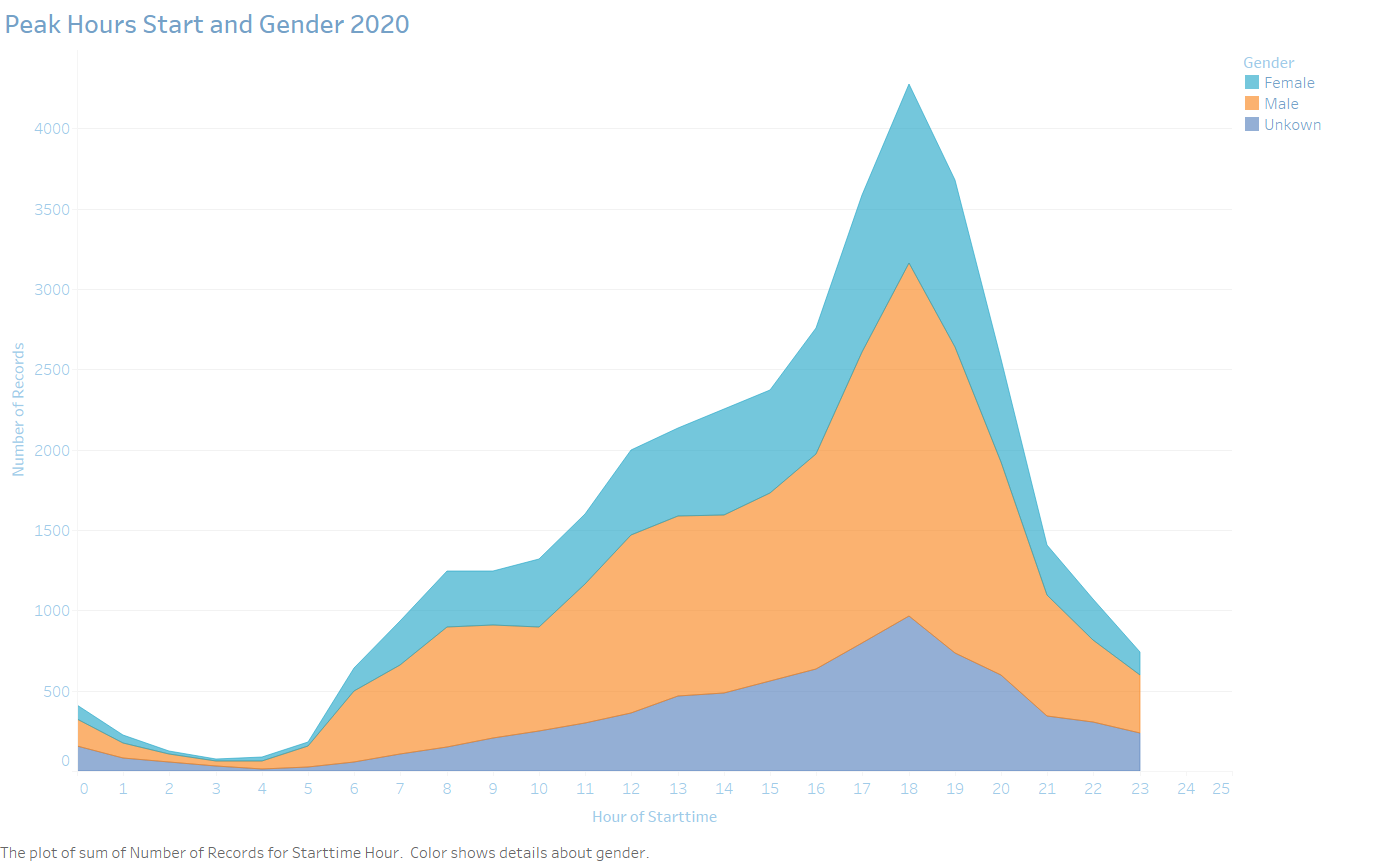 Peak Hours Start and Gender 2020
Gender
Female
Male
Unkown
4000
3500
3000
2500
2000
1500
1000
500
0
Number of Records
0 1 2 3 4 5 6 7 8 9 10 11 12 13 14 15 16 17 18 19 20 21 22 23 24 25
Hour of Starttime
The plot of sum of Number of Records for Starttime Hour. Color shows details about gender.